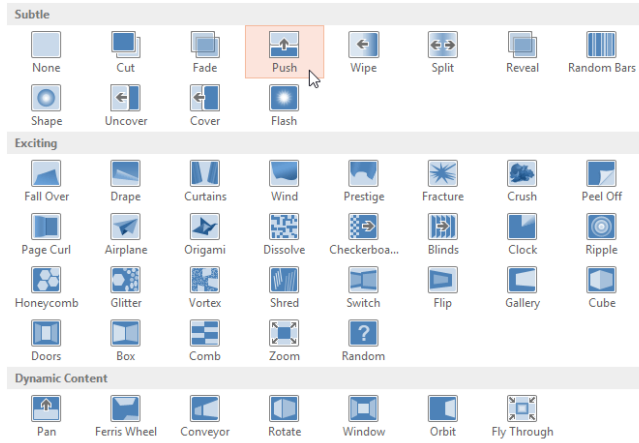 Subtle
None Cut Fade Push Wipe Split Reveal Random Bars
Shape Uncover Cover Flash
Exciting
Fall Over Drape Curtains Wind Prestige Fracture Crush Peel Off
Page Curl Airplane Origami Dissolve Checkerboa... Blinds Clock Ripple
Honeycomb Glitter Vortex Shred Switch Flip Gallery Cube
?
Doors Box Comb Zoom Random
Dynamic Content
Pan Ferris Wheel Conveyor Rotate Window Orbit Fly Through